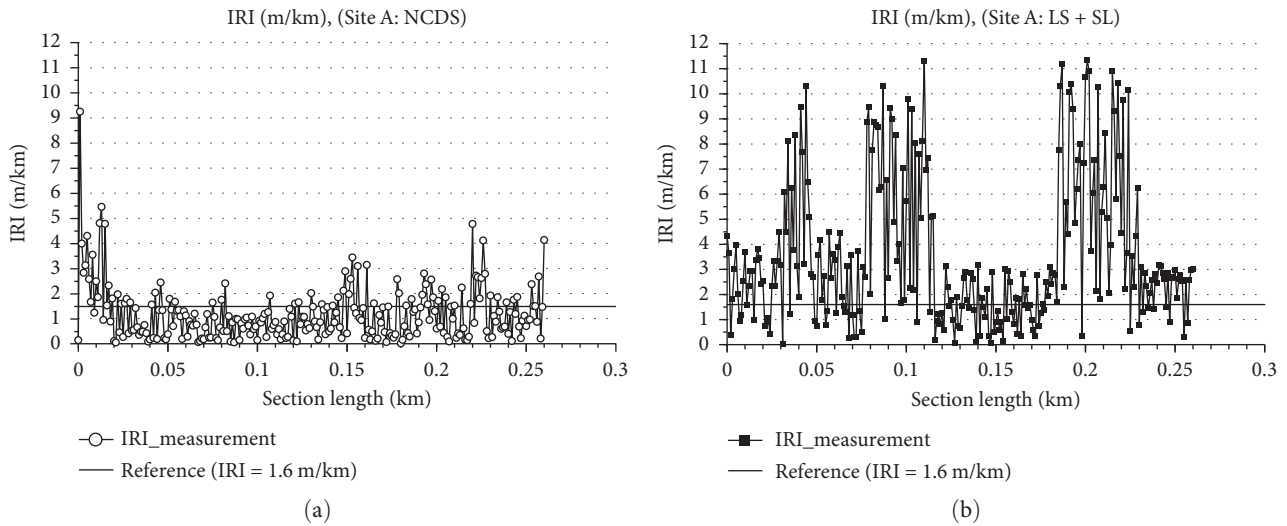 IRI (m/km), (Site A: NCDS)
12
11
10
9
8
7
6
5
4
3
2
1
0
IRI (m/km)
0 0.05 0.1 0.15 0.2 0.25 0.3
Section length (km)
IRI_measurement
Reference (IRI = 1.6 m/km)
(a)
IRI (m/km), (Site A: LS + SL)
12
11
10
9
8
7
6
5
4
3
2
1
0
IRI (m/km)
0 0.05 0.1 0.15 0.2 0.25 0.3
Section length (km)
IRI_measurement
Reference (IRI = 1.6 m/km)
(b)